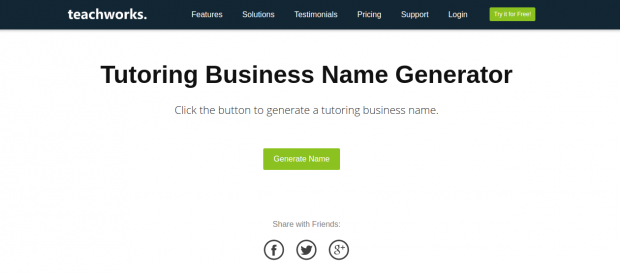 teachworks. Features Solutions Testimonials Pricing Support Login Try it for Free!
Tutoring Business Name Generator
Click the button to generate a tutoring business name.
Generate Name
Share with Friends:
f g+